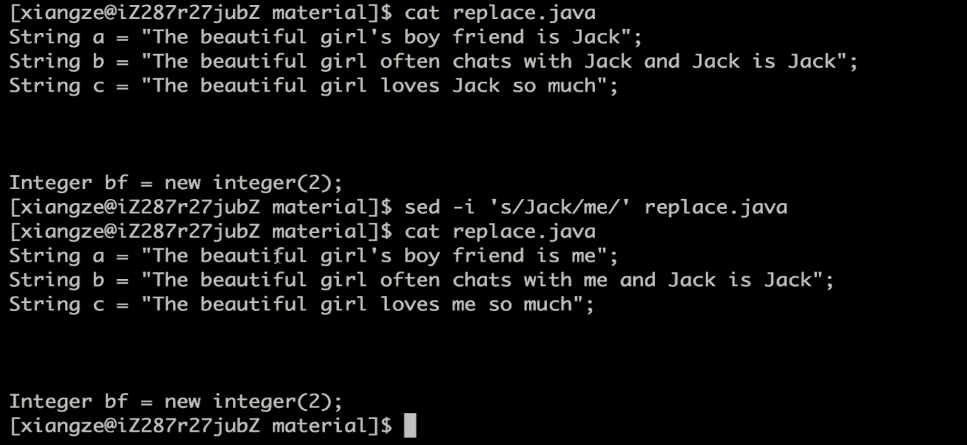 [xiangze@iZ287r27jubZ material]$ cat replace.java
String a = "The beautiful girl's boy friend is Jack";
String b = "The beautiful girl often chats with Jack and Jack is Jack";
String c = "The beautiful girl loves Jack so much";
Integer bf = new integer(2);
[xiangze@iZ287r27jubZ material]$ sed -i 's/Jack/me/' replace.java
[xiangze@iZ287r27jubZ material]$ cat replace.java
String a = "The beautiful girl's boy friend is me";
String b = "The beautiful girl often chats with me and Jack is Jack";
String c = "The beautiful girl loves me so much";
Integer bf = new integer(2);
[xiangze@iZ287r27jubZ material]$